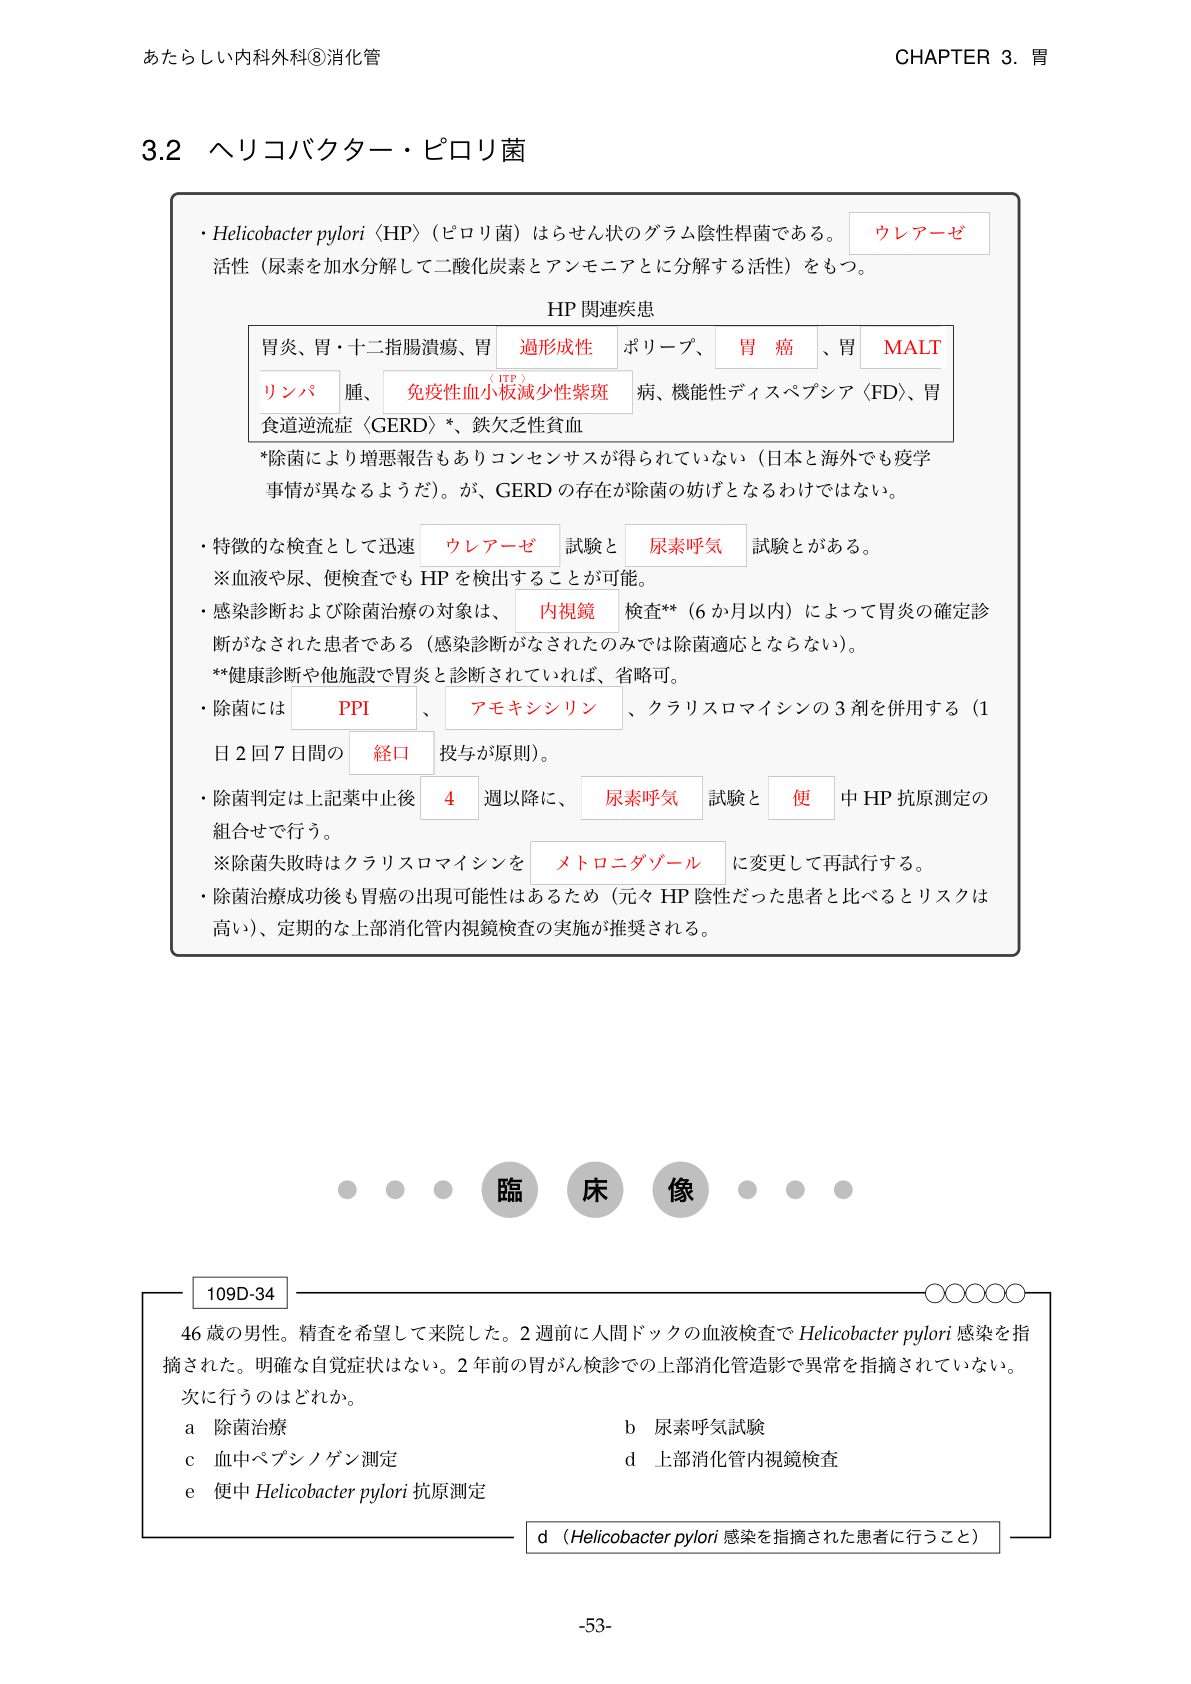 あたらしい内科外科⑧消化管
CHAPTER 3. 胃
3.2 ヘリコバクター・ピロリ菌
・Helicobacter pylori〈HP〉（ピロリ菌）はらせん状のグラム陰性桿菌である。 ウレアーゼ
活性（尿素を加水分解して二酸化炭素とアンモニアとに分解する活性）をもつ。
HP 関連疾患
胃炎、胃・十二指腸潰瘍、胃 過形成性 ポリープ、 胃 癌 、胃 MALT
リンパ 腫、 免疫性血小板減少性紫斑〈ITP〉 病、機能性ディスペプシア〈FD〉、胃
食道逆流症〈GERD〉*、鉄欠乏性貧血
*除菌により増悪報告もありコンセンサスが得られていない（日本と海外でも疫学
事情が異なるようだ）。が、GERD の存在が除菌の妨げとなるわけではない。
・特徴的な検査として迅速 ウレアーゼ 試験と 尿素呼気 試験とがある。
※血液や尿、便検査でも HP を検出することが可能。
・感染診断および除菌治療の対象は、 内視鏡 検査**（6 か月以内）によって胃炎の確定診
断がなされた患者である（感染診断がなされたのみでは除菌適応とならない）。
**健康診断や他施設で胃炎と診断されていれば、省略可。
・除菌には PPI 、 アモキシシリン 、クラリスロマイシンの 3 剤を併用する（1
日 2 回 7 日間の 経口 投与が原則）。
・除菌判定は上記薬中止後 4 週以降に、 尿素呼気 試験と 便 中 HP 抗原測定の
組合せで行う。
※除菌失敗時はクラリスロマイシンを メトロニダゾール に変更して再試行する。
・除菌治療成功後も胃癌の出現可能性はあるため（元々 HP 陰性だった患者と比べるとリスクは
高い）、定期的な上部消化管内視鏡検査の実施が推奨される。
臨 床 像
109D-34
46 歳の男性。精査を希望して来院した。2 週前に人間ドックの血液検査で Helicobacter pylori 感染を指
摘された。明確な自覚症状はない。2 年前の胃がん検診での上部消化管造影で異常を指摘されていない。
次に行うのはどれか。
a 除菌治療 b 尿素呼気試験
c 血中ペプシノゲン測定 d 上部消化管内視鏡検査
e 便中 Helicobacter pylori 抗原測定
d （Helicobacter pylori 感染を指摘された患者に行うこと）
-53-